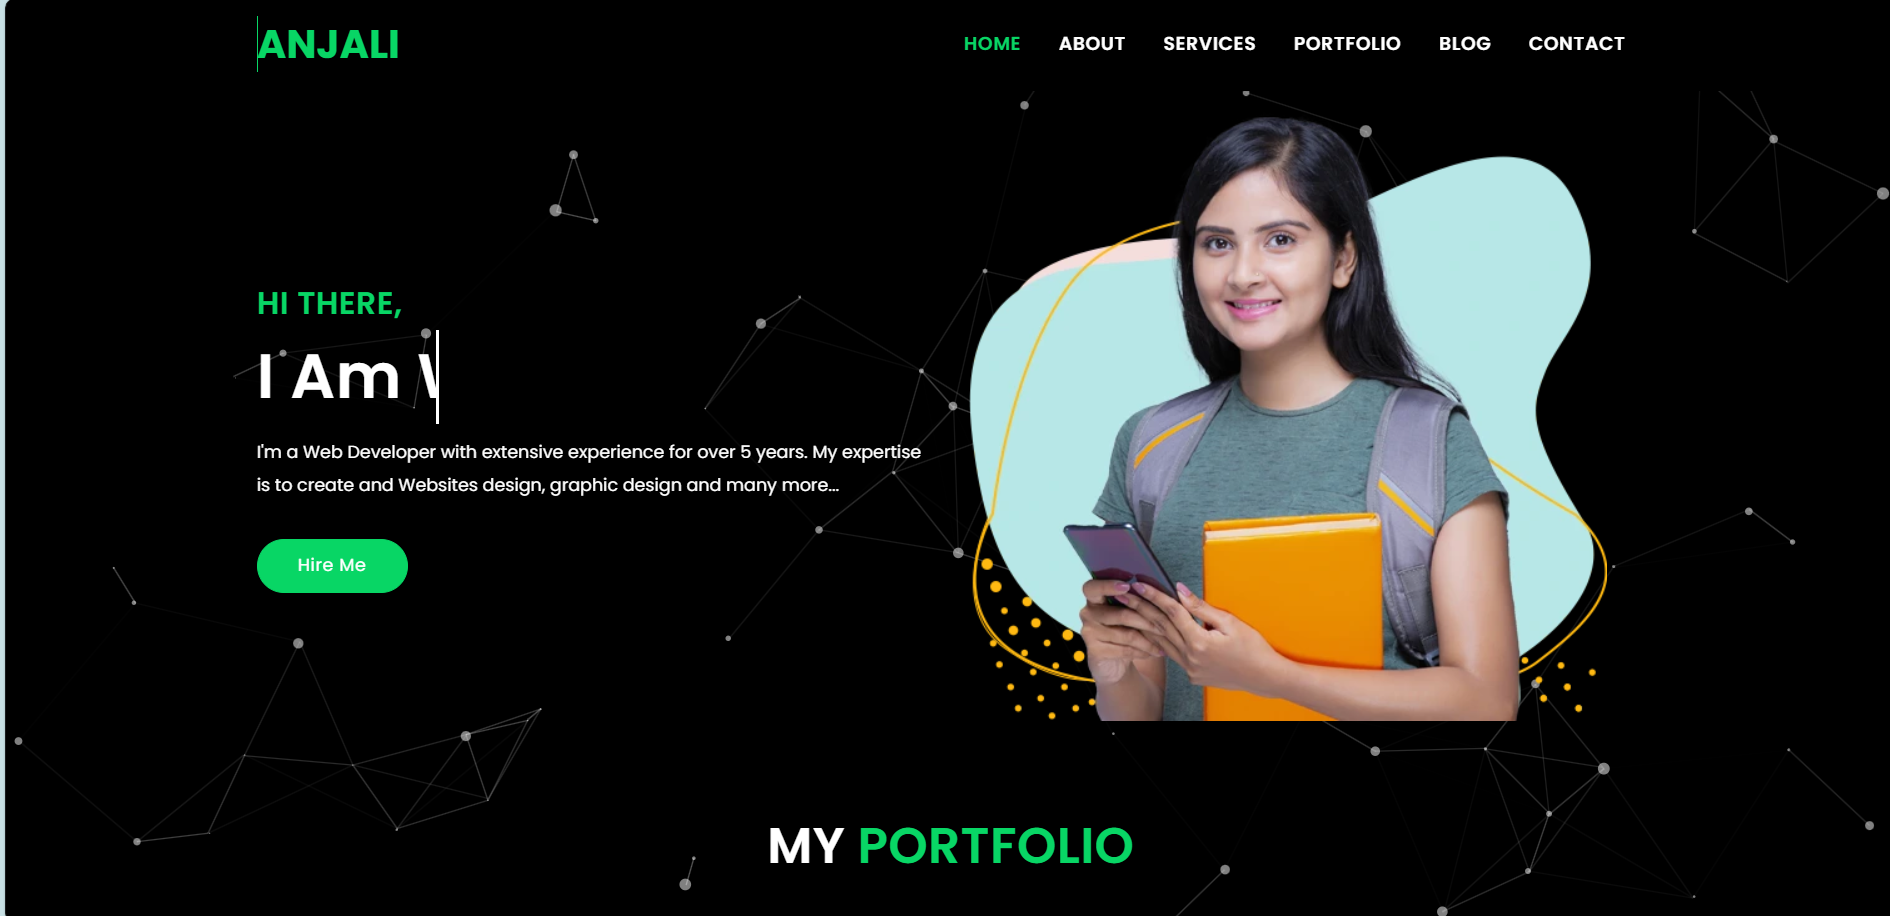 ANJALI
HOME ABOUT SERVICES PORTFOLIO BLOG CONTACT
HI THERE,
I Am
I'm a Web Developer with extensive experience for over 5 years. My expertise
is to create and Websites design, graphic design and many more...
Hire Me
MY PORTFOLIO